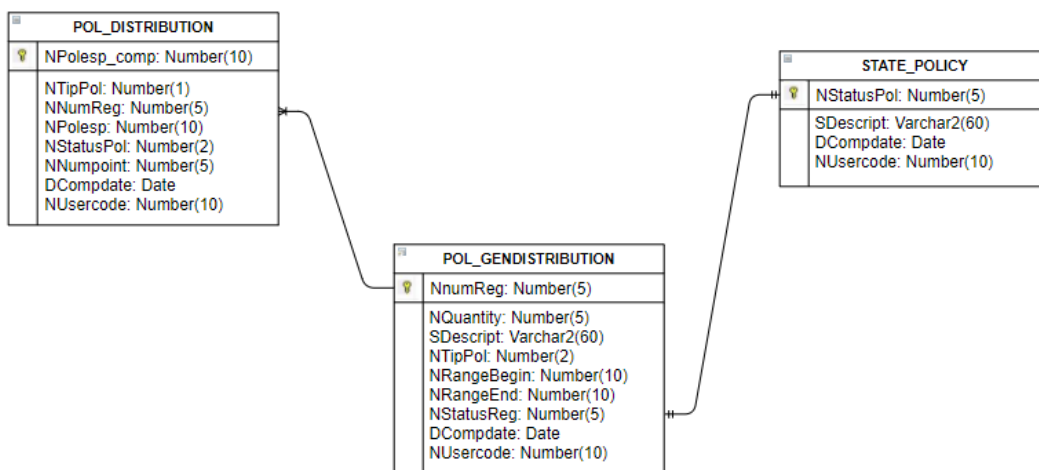 POL_DISTRIBUTION
NPolesp_comp: Number(10)
NTipPol: Number(1)
NNumReg: Number(5)
NPolesp: Number(10)
NStatusPol: Number(2)
NNumpoint: Number(5)
DCompdate: Date
NUsercode: Number(10)
STATE_POLICY
NStatusPol: Number(5)
SDescript: Varchar2(60)
DCompdate: Date
NUsercode: Number(10)
POL_GENDISTRIBUTION
NnumReg: Number(5)
NQuantity: Number(5)
SDescript: Varchar2(60)
NTipPol: Number(2)
NRangeBegin: Number(10)
NRangeEnd: Number(10)
NStatusReg: Number(5)
DCompdate: Date
NUsercode: Number(10)